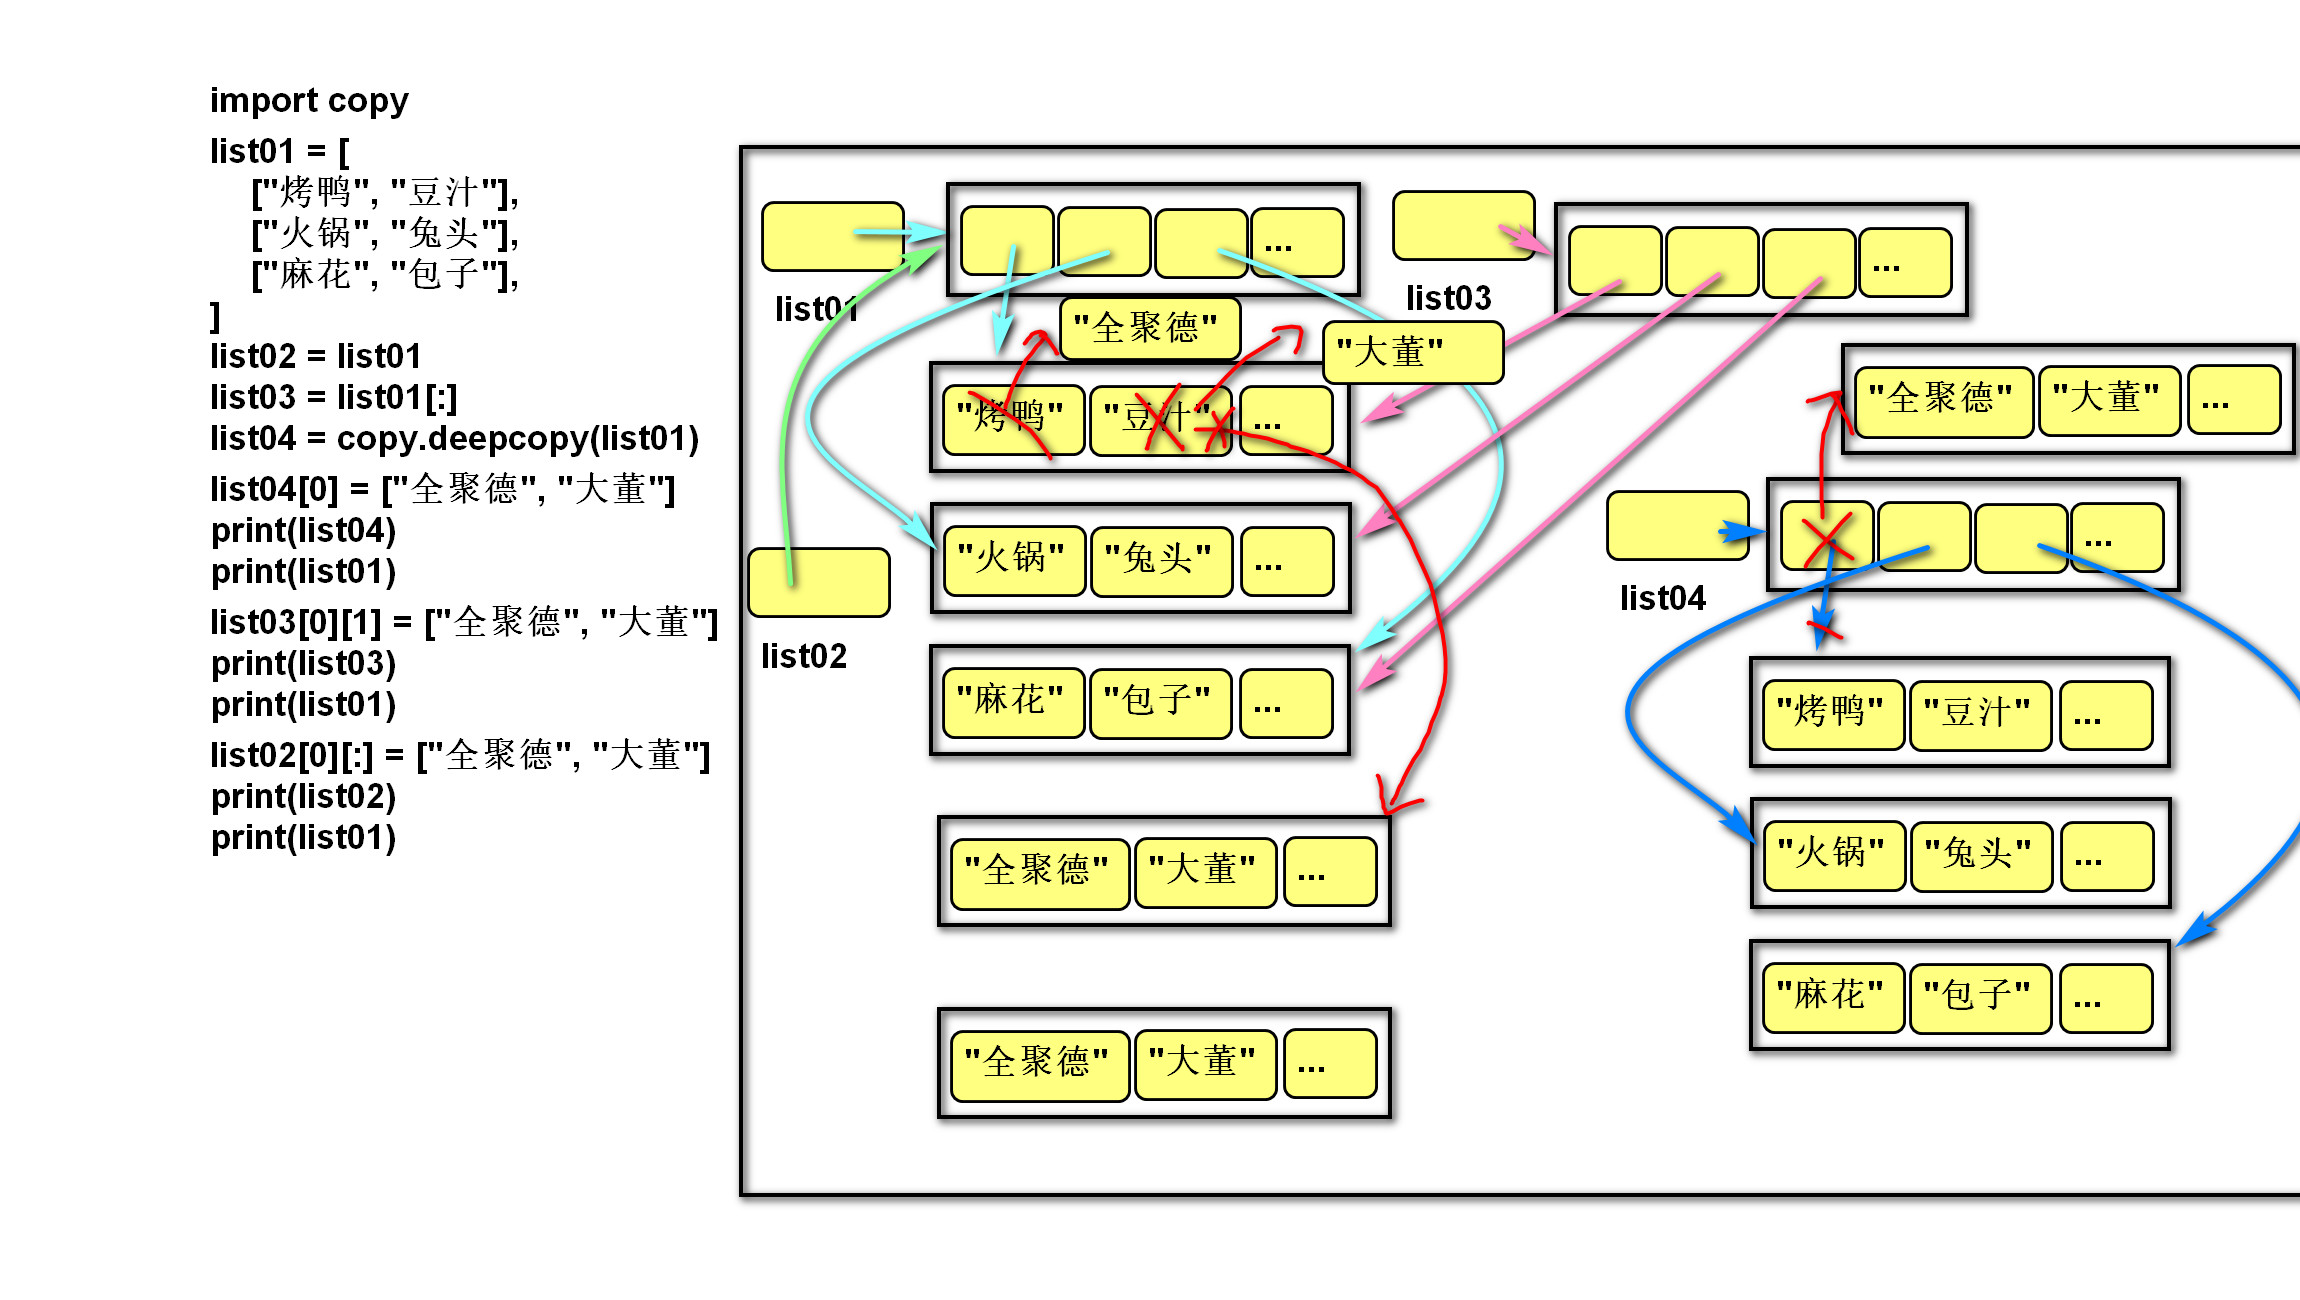 import copy
list01 = [
["烤鸭", "豆汁"],
["火锅", "兔头"],
["麻花", "包子"],
]
list02 = list01
list03 = list01[:]
list04 = copy.deepcopy(list01)
list04[0] = ["全聚德", "大董"]
print(list04)
print(list01)
list03[0][1] = ["全聚德", "大董"]
print(list03)
print(list01)
list02[0][:] = ["全聚德", "大董"]
print(list02)
print(list01)
...
list01
"全聚德"
"烤鸭" "豆汁" ...
"火锅" "兔头" ...
list02
"麻花" "包子" ...
"全聚德" "大董" ...
"全聚德" "大董" ...
list03
...
"大董"
"全聚德" "大董" ...
...
list04
"烤鸭" "豆汁" ...
"火锅" "兔头" ...
"麻花" "包子" ...